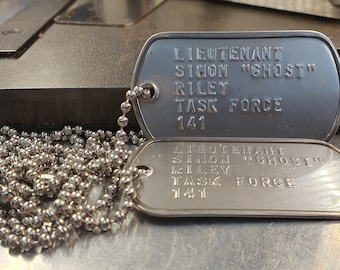 LIEUTENANT
SIMON "GHOST"
RILEY
TASK FORCE
141
LIEUTENANT
SIMON "GHOST"
RILEY
TASK FORCE
141